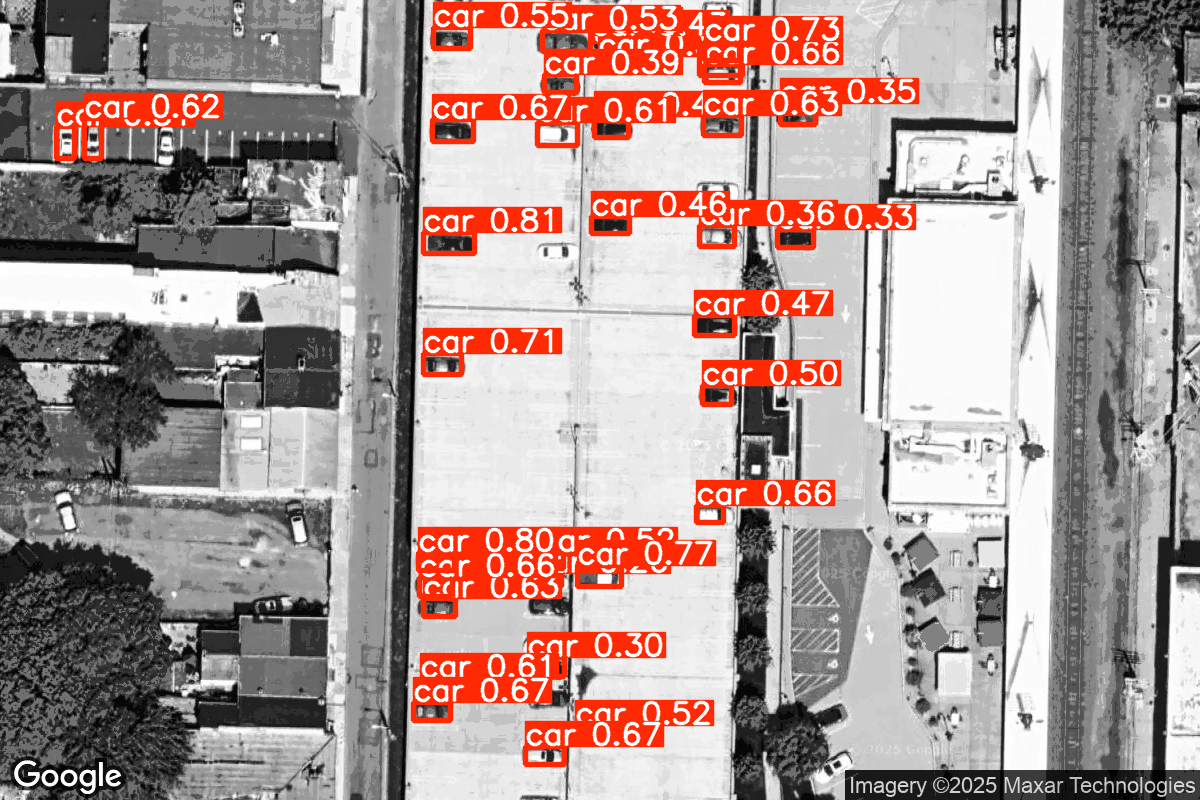 car 0.55
0.53
car 0.73
car 0.66
car 0.39
car 0.62
car 0.67
0.61
car 0.63
0.35
car 0.81
car 0.46
car 0.36
0.33
car 0.47
car 0.71
car 0.50
car 0.66
car 0.80
car 0.77
car 0.66
car 0.63
car 0.30
car 0.61
car 0.67
car 0.52
car 0.67
Google
Imagery ©2025 Maxar Technologies